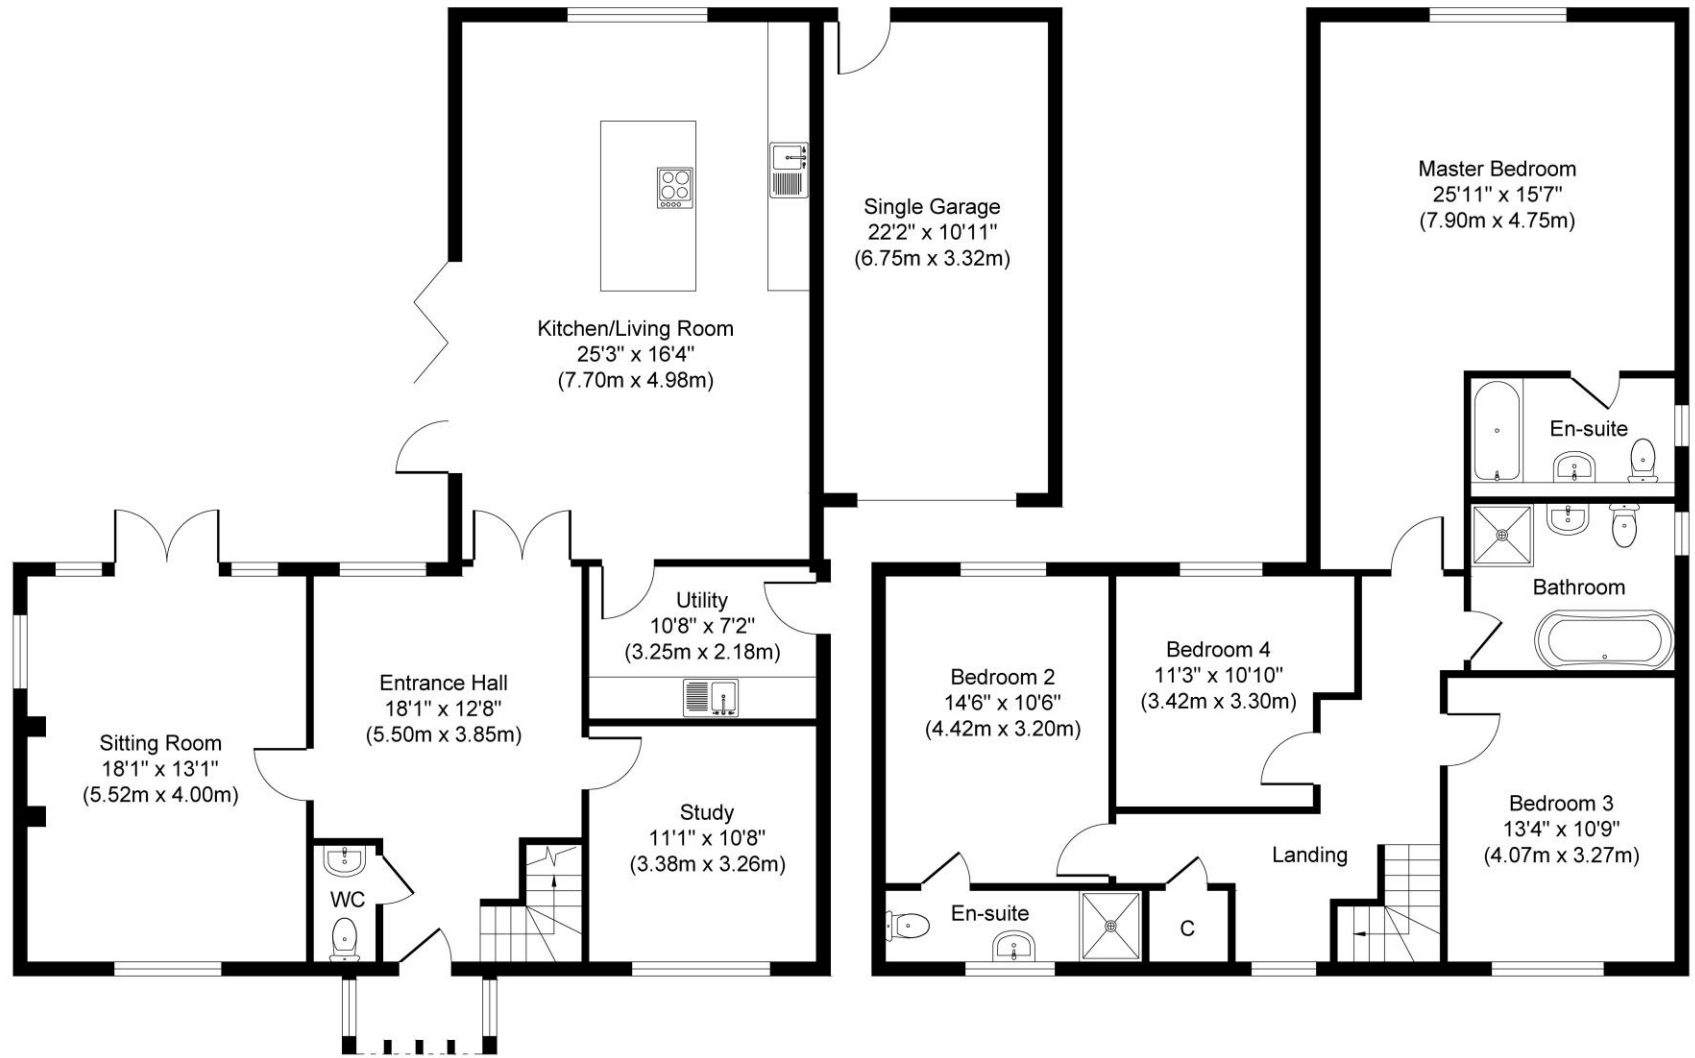 Kitchen/Living Room
25'3" x 16'4"
(7.70m x 4.98m)
Single Garage
22'2" x 10'11"
(6.75m x 3.32m)
Utility
10'8" x 7'2"
(3.25m x 2.18m)
Entrance Hall
18'1" x 12'8"
(5.50m x 3.85m)
Sitting Room
18'1" x 13'1"
(5.52m x 4.00m)
Study
11'1" x 10'8"
(3.38m x 3.26m)
WC
Master Bedroom
25'11" x 15'7"
(7.90m x 4.75m)
En-suite
Bathroom
Bedroom 4
11'3" x 10'10"
(3.42m x 3.30m)
Bedroom 2
14'6" x 10'6"
(4.42m x 3.20m)
Bedroom 3
13'4" x 10'9"
(4.07m x 3.27m)
Landing
En-suite
C